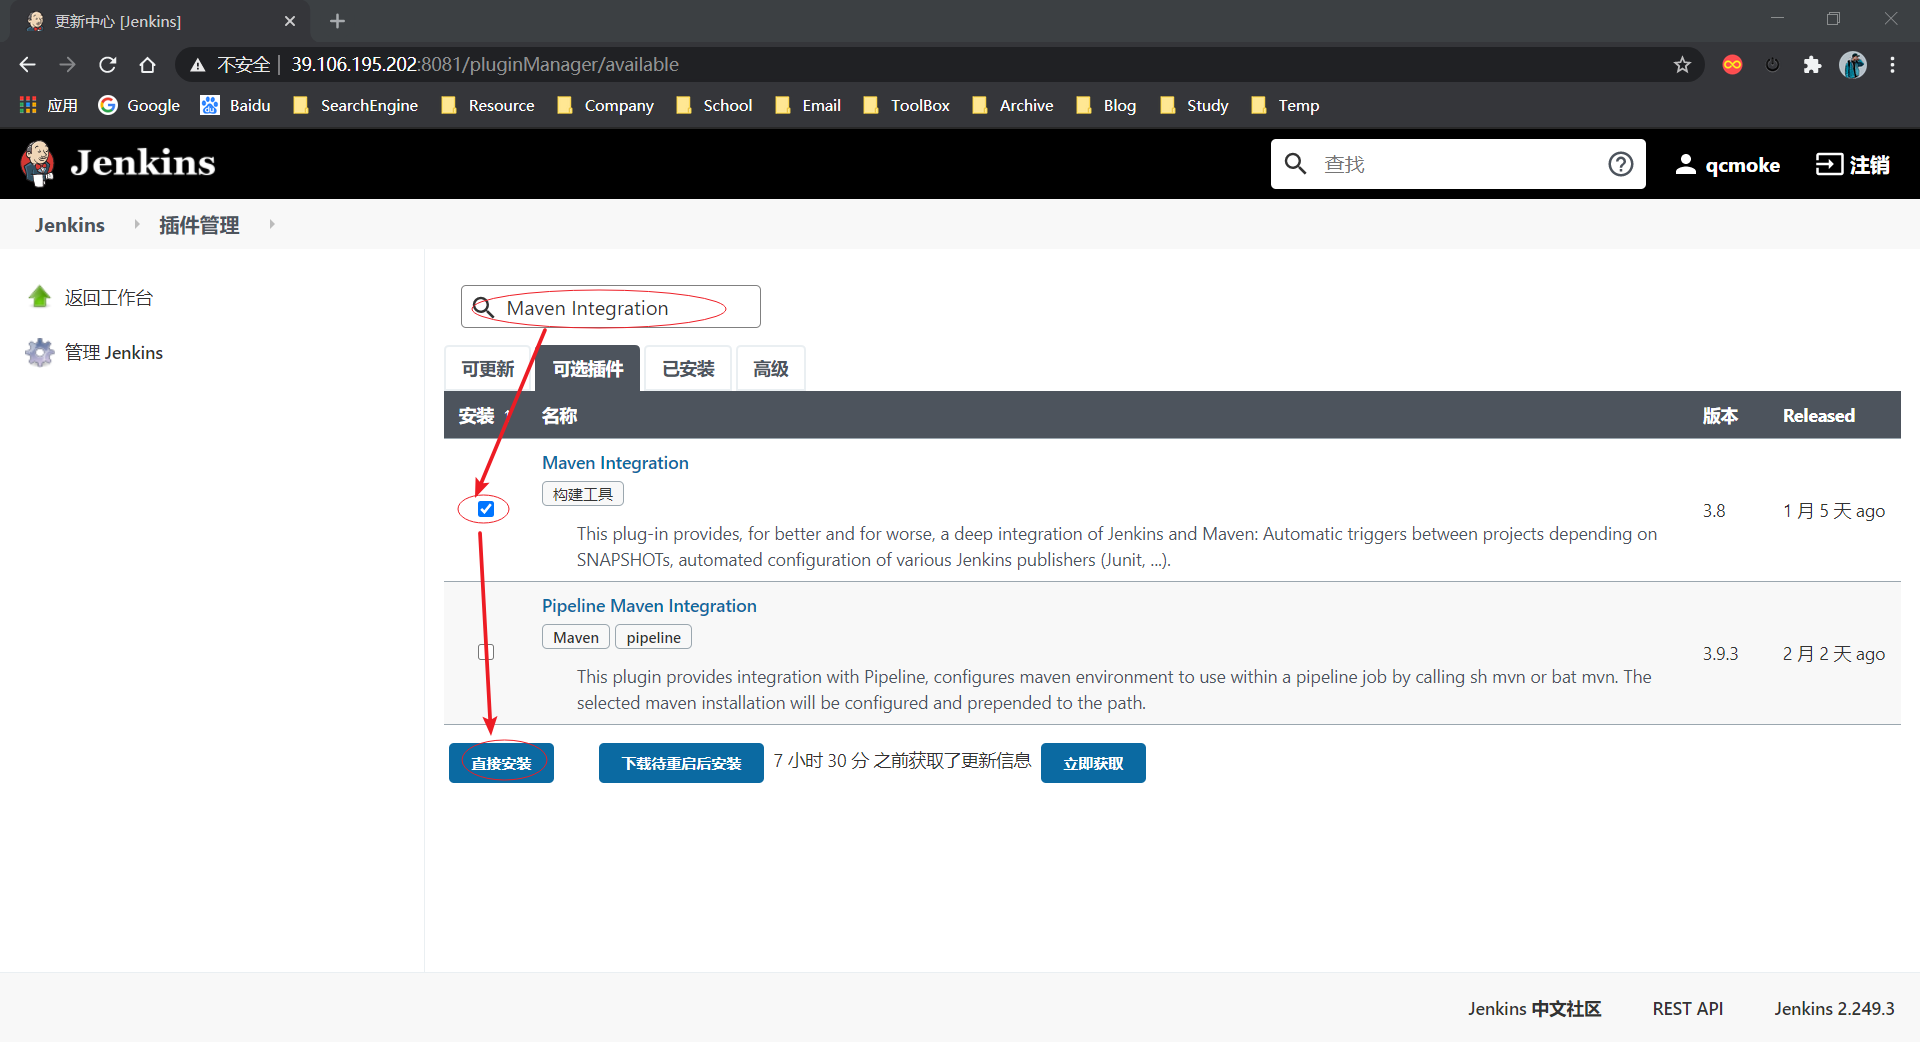 更新中心 [Jenkins]
不安全 | 39.106.195.202:8081/pluginManager/available
应用 Google Baidu SearchEngine Resource Company School Email ToolBox Archive Blog Study Temp
Jenkins
查找
qcmoke
注销
Jenkins 插件管理
返回工作台
管理 Jenkins
Maven Integration
可更新 可选插件 已安装 高级
安装 名称 版本 Released
Maven Integration
构建工具
This plug-in provides, for better and for worse, a deep integration of Jenkins and Maven: Automatic triggers between projects depending on
SNAPSHOTs, automated configuration of various Jenkins publishers (Junit, ...).
3.8 1 月 5 天 ago
Pipeline Maven Integration
Maven pipeline
This plugin provides integration with Pipeline, configures maven environment to use within a pipeline job by calling sh mvn or bat mvn. The
selected maven installation will be configured and prepended to the path.
3.9.3 2 月 2 天 ago
直接安装 下载待重启后安装 7 小时 30 分 之前获取了更新信息 立即获取
Jenkins 中文社区 REST API Jenkins 2.249.3